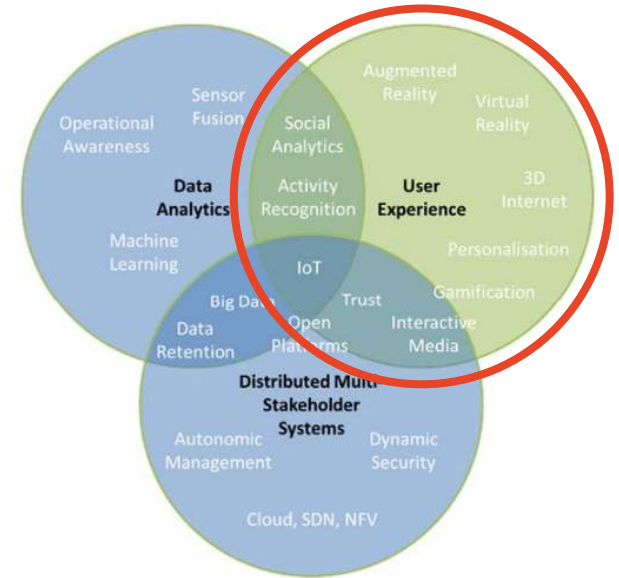 Augmented
Reality
Virtual
Reality
Sensor
Fusion
Operational
Awareness
Social
Analytics
Data
Analytics
Activity
Recognition
User
Experience
3D
Internet
Machine
Learning
Personalisation
IoT
Big Data
Trust
Gamification
Data
Retention
Open
Platforms
Interactive
Media
Distributed Multi
Stakeholder
Systems
Autonomic
Management
Dynamic
Security
Cloud, SDN, NFV